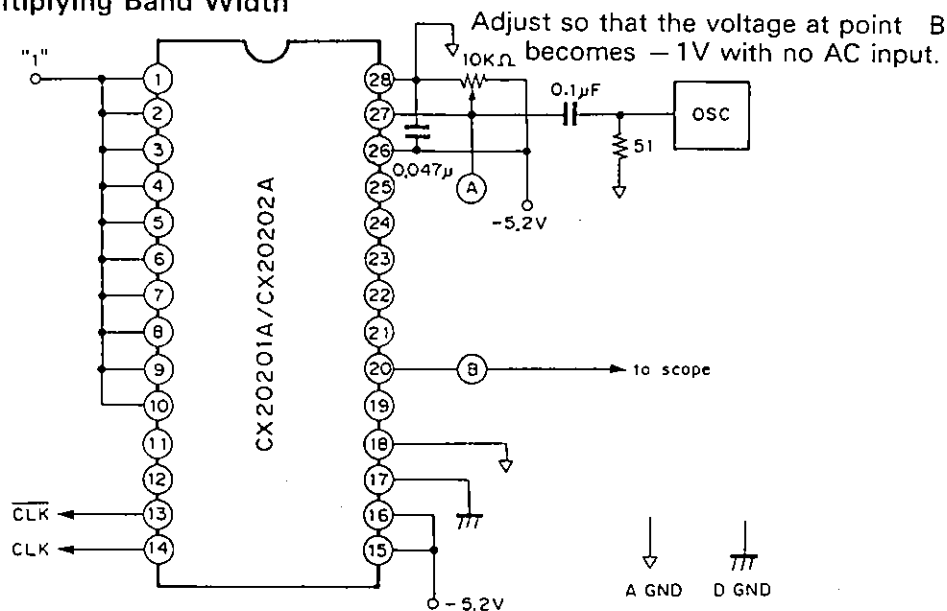 tiplying Band Width
Adjust so that the voltage at point B
becomes – 1V with no AC input.
"1"
10KΩ
0.1μF
OSC
51
0.047μ
A
-5.2V
1
2
3
4
5
6
7
8
9
10
11
12
13
14
CX20201A/CX20202A
28
27
26
25
24
23
22
21
20
19
18
17
16
15
B
to scope
C̅L̅K̅
CLK
-5.2V
A GND
D GND